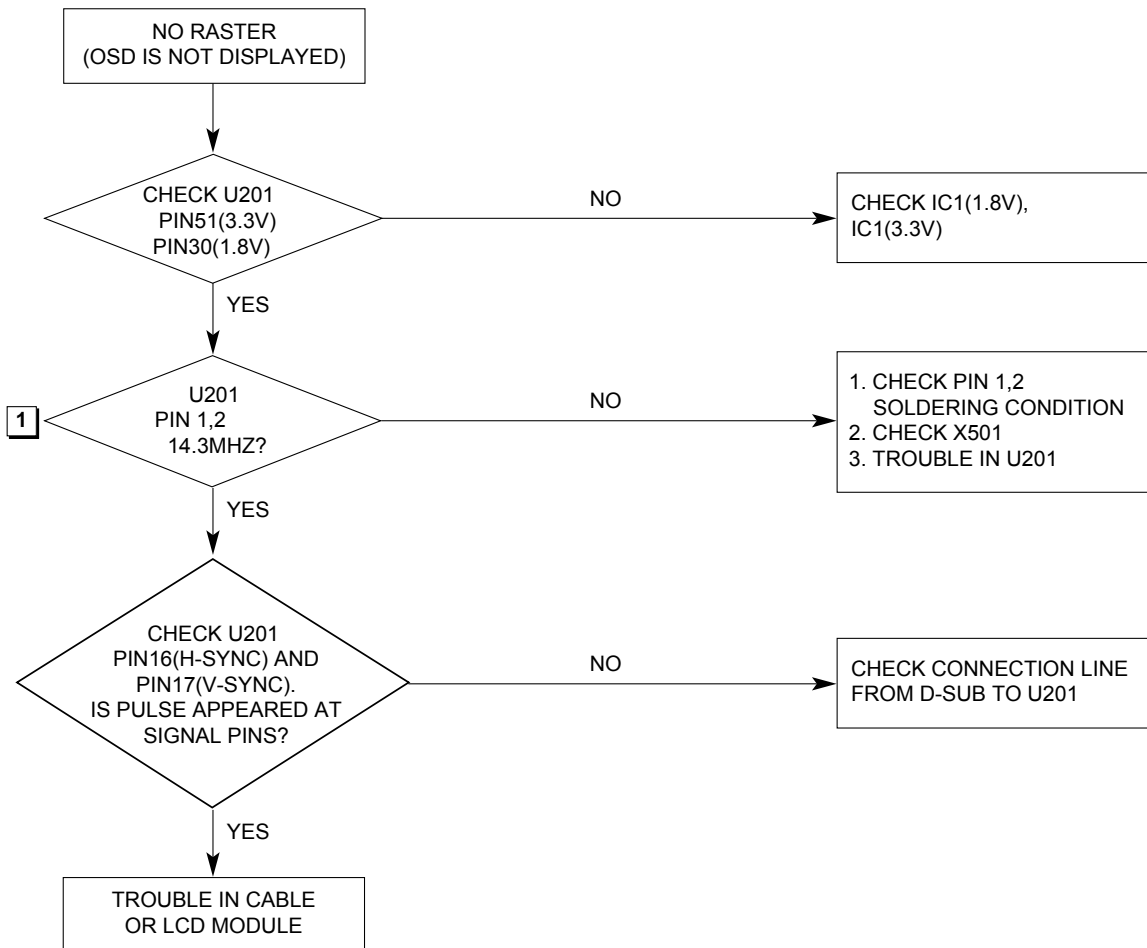 NO RASTER
(OSD IS NOT DISPLAYED)
CHECK U201
PIN51(3.3V)
PIN30(1.8V)
NO
CHECK IC1(1.8V),
IC1(3.3V)
YES
1
U201
PIN 1,2
14.3MHZ?
NO
1. CHECK PIN 1,2
SOLDERING CONDITION
2. CHECK X501
3. TROUBLE IN U201
YES
CHECK U201
PIN16(H-SYNC) AND
PIN17(V-SYNC).
IS PULSE APPEARED AT
SIGNAL PINS?
NO
CHECK CONNECTION LINE
FROM D-SUB TO U201
YES
TROUBLE IN CABLE
OR LCD MODULE